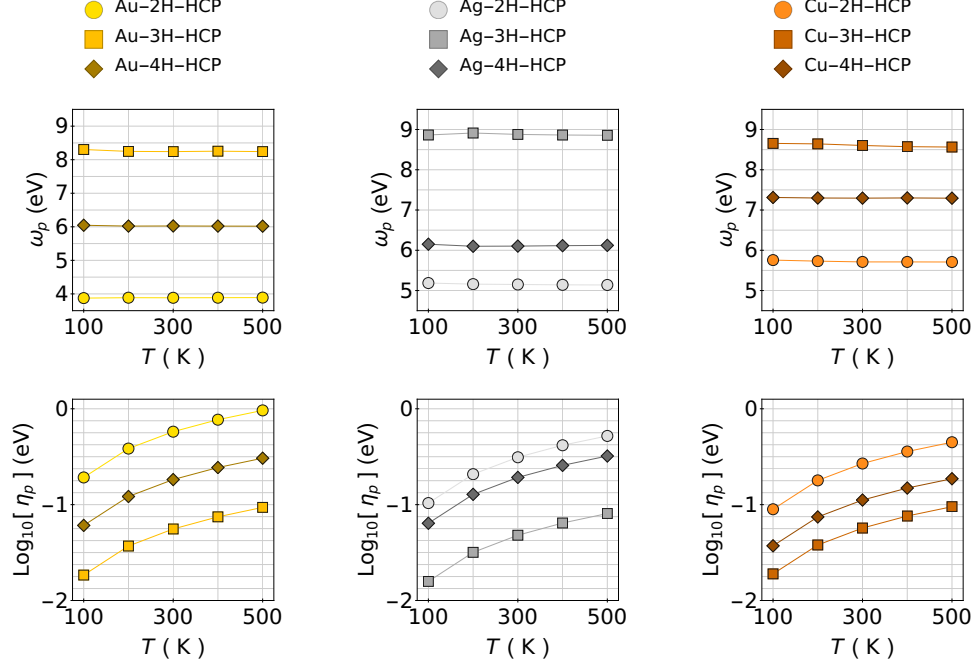 Au−2H−HCP
Au−3H−HCP
Au−4H−HCP
Ag−2H−HCP
Ag−3H−HCP
Ag−4H−HCP
Cu−2H−HCP
Cu−3H−HCP
Cu−4H−HCP
9
8
7
6
5
4
ωp (eV)
100 300 500
T ( K )
9
8
7
6
5
ωp (eV)
100 300 500
T ( K )
9
8
7
6
5
ωp (eV)
100 300 500
T ( K )
0
−1
−2
Log10[ ηp ] (eV)
100 300 500
T ( K )
0
−1
−2
Log10[ ηp ] (eV)
100 300 500
T ( K )
0
−1
−2
Log10[ ηp ] (eV)
100 300 500
T ( K )